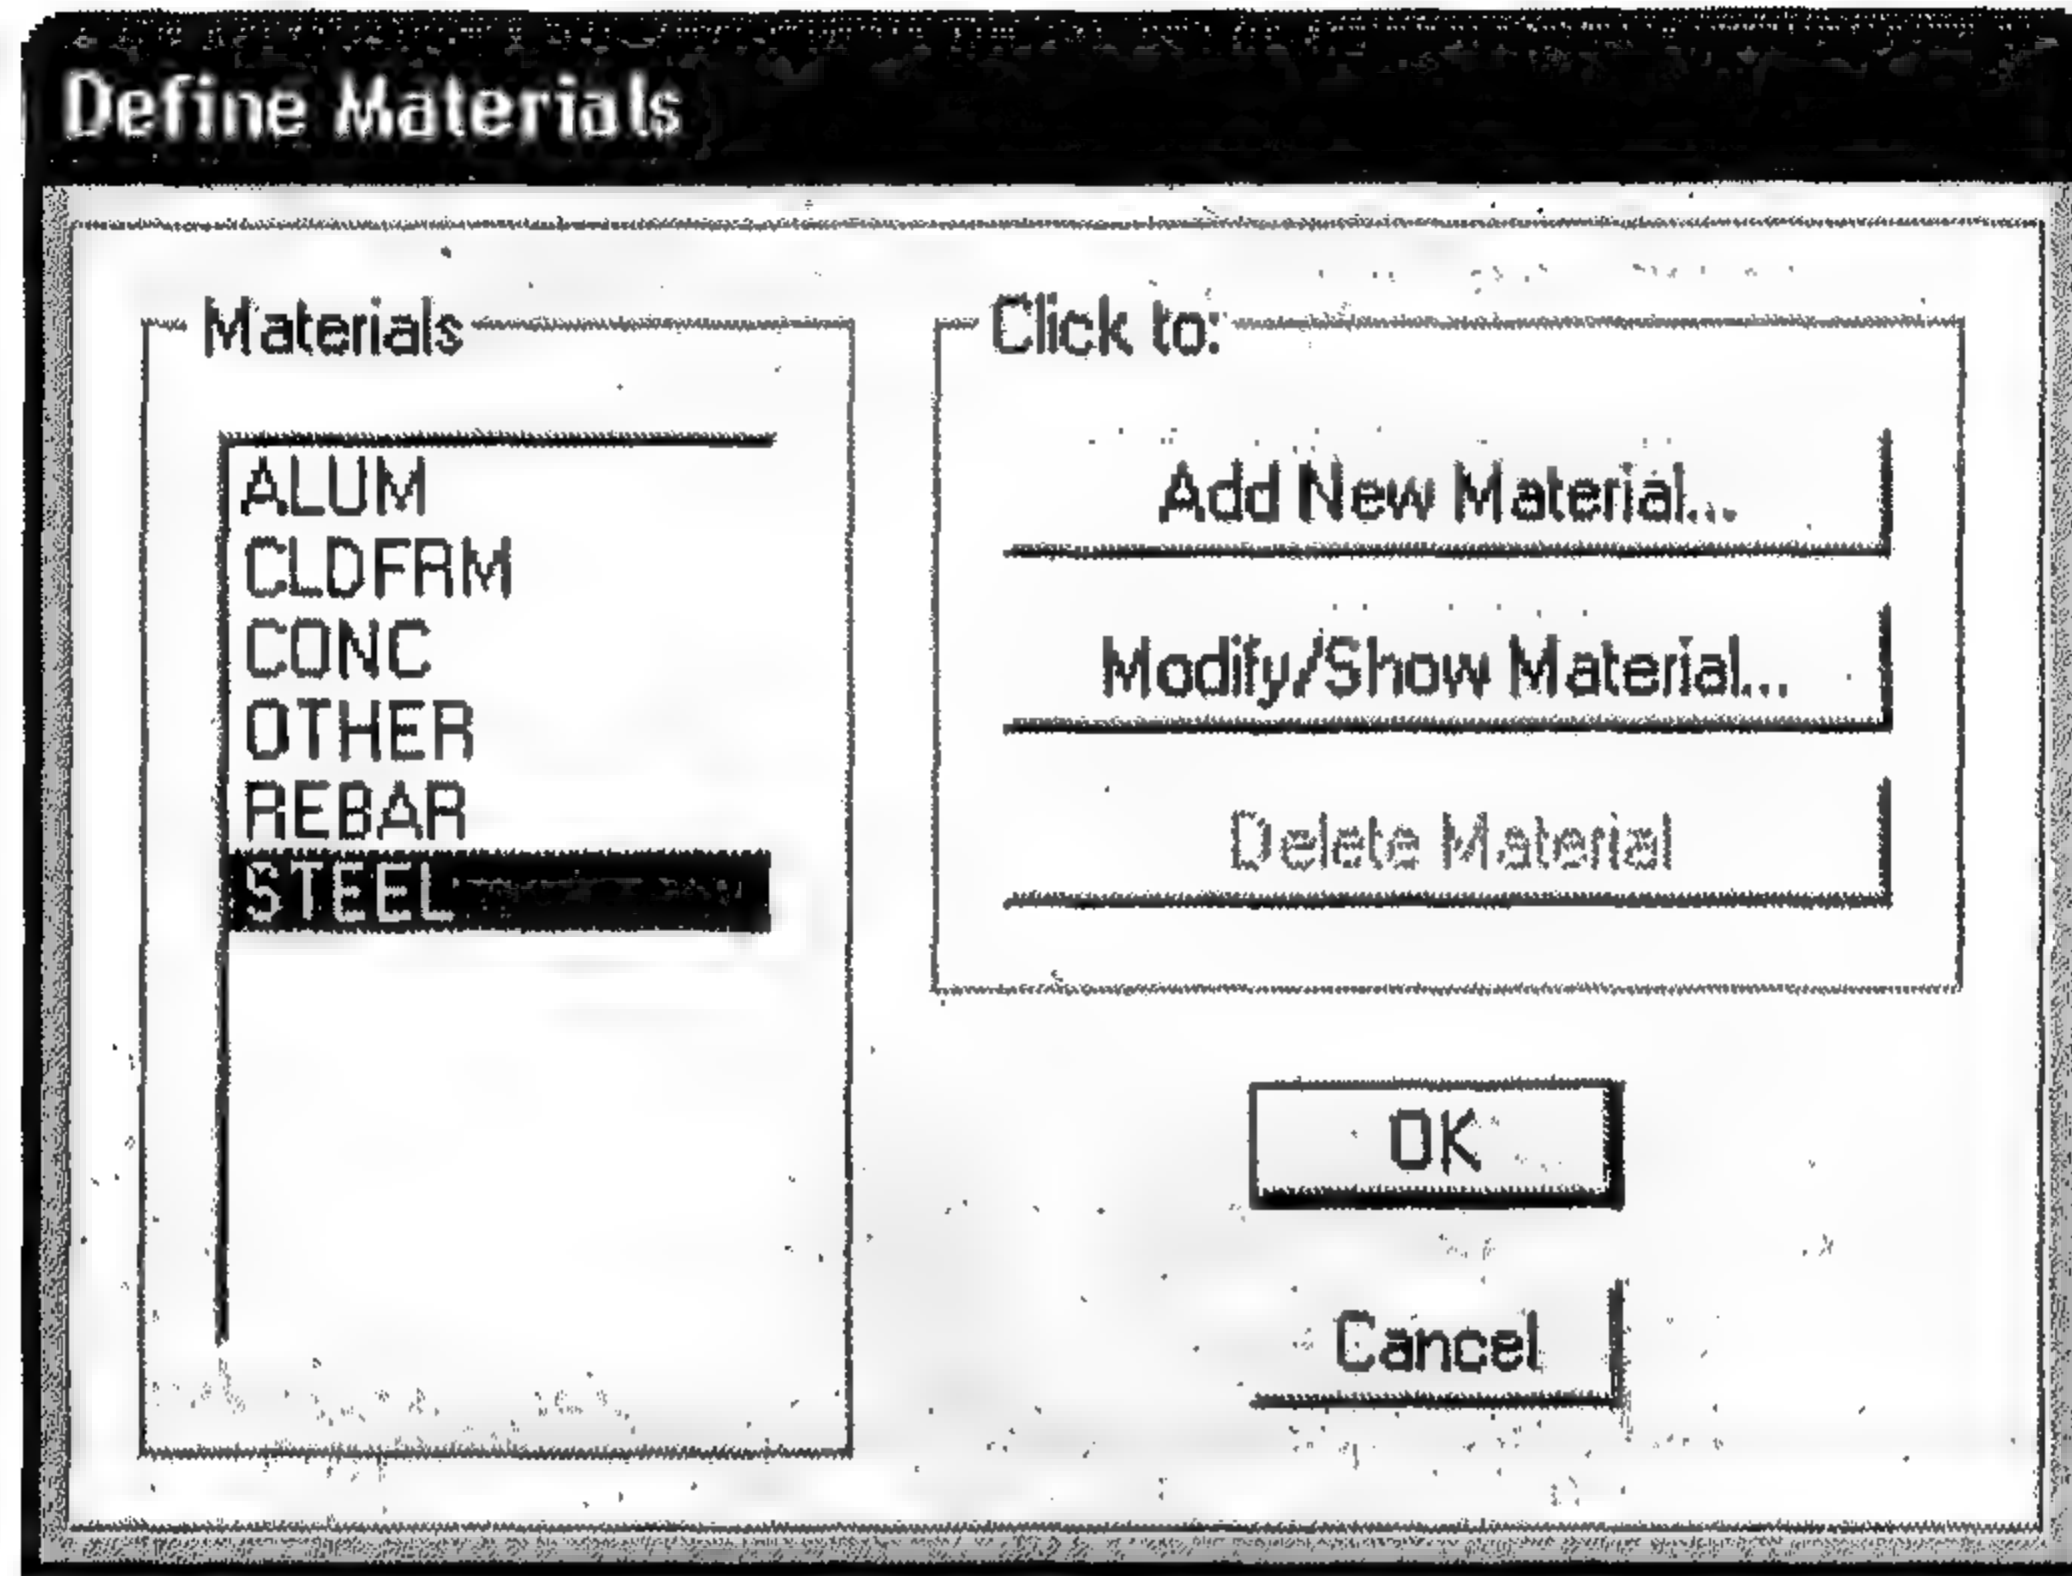 Define Materials
Materials
ALUM
CLDFRM
CONC
OTHER
REBAR
STEEL
Click to:
Add New Material...
Modify/Show Material...
Delete Material
OK
Cancel